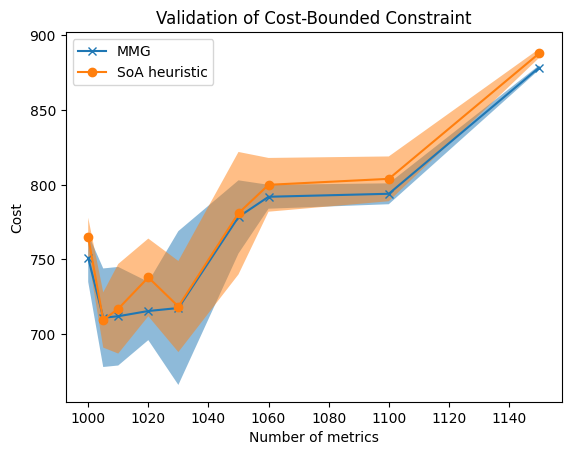 Validation of Cost-Bounded Constraint
MMG
SoA heuristic
900
850
800
750
700
Cost
1000 1020 1040 1060 1080 1100 1120 1140
Number of metrics